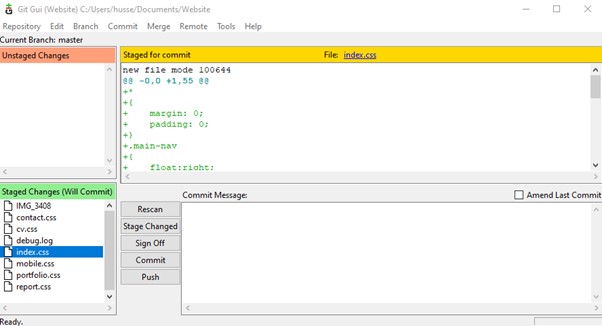 Git Gui (Website) C:/Users/husse/Documents/Website
Repository Edit Branch Commit Merge Remote Tools Help
Current Branch: master
Unstaged Changes
Staged for commit File: index.css
new file mode 100644
@@ -0,0 +1,55 @@
+*
+{
+    margin: 0;
+    padding: 0;
+}
+.main-nav
+{
+    float:right;
Staged Changes (Will Commit)
IMG_3408
contact.css
cv.css
debug.log
index.css
mobile.css
portfolio.css
report.css
Rescan
Stage Changed
Sign Off
Commit
Push
Commit Message:
Amend Last Commit
Ready.